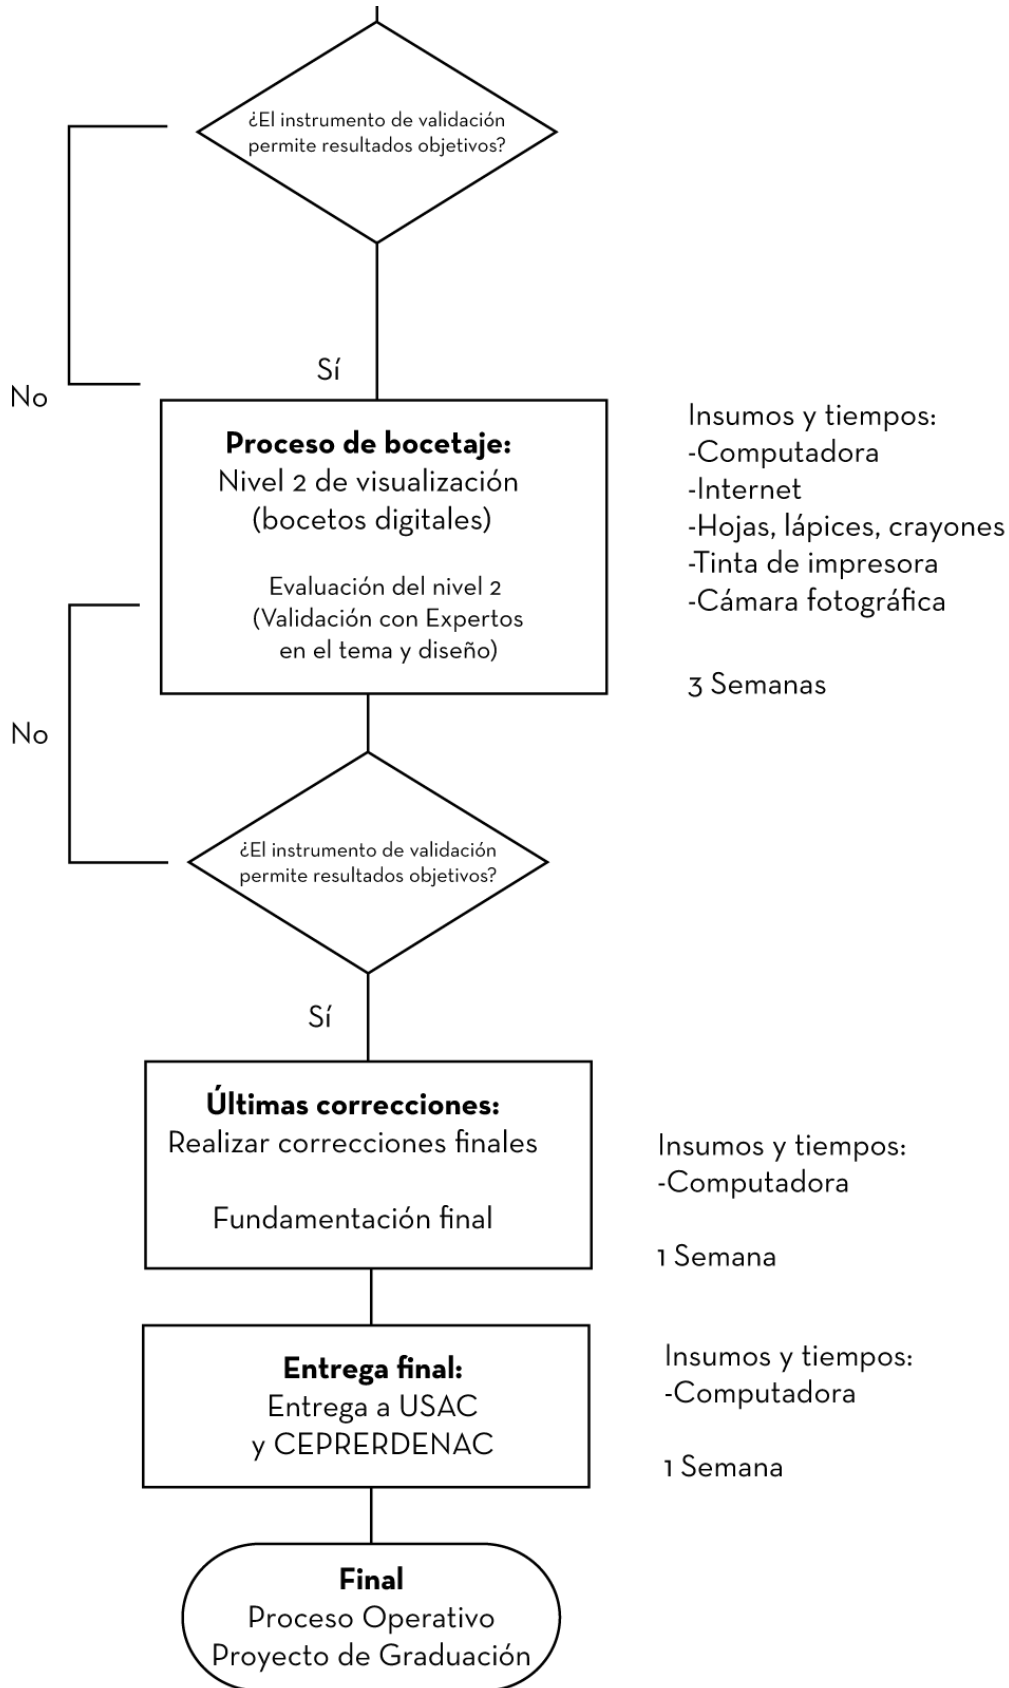 ¿El instrumento de validación
permite resultados objetivos?
Sí
No
Proceso de bocetaje:
Nivel 2 de visualización
(bocetos digitales)
Evaluación del nivel 2
(Validación con Expertos
en el tema y diseño)
Insumos y tiempos:
-Computadora
-Internet
-Hojas, lápices, crayones
-Tinta de impresora
-Cámara fotográfica
3 Semanas
No
¿El instrumento de validación
permite resultados objetivos?
Sí
Últimas correcciones:
Realizar correcciones finales
Fundamentación final
Insumos y tiempos:
-Computadora
1 Semana
Entrega final:
Entrega a USAC
y CEPRERDENAC
Insumos y tiempos:
-Computadora
1 Semana
Final
Proceso Operativo
Proyecto de Graduación